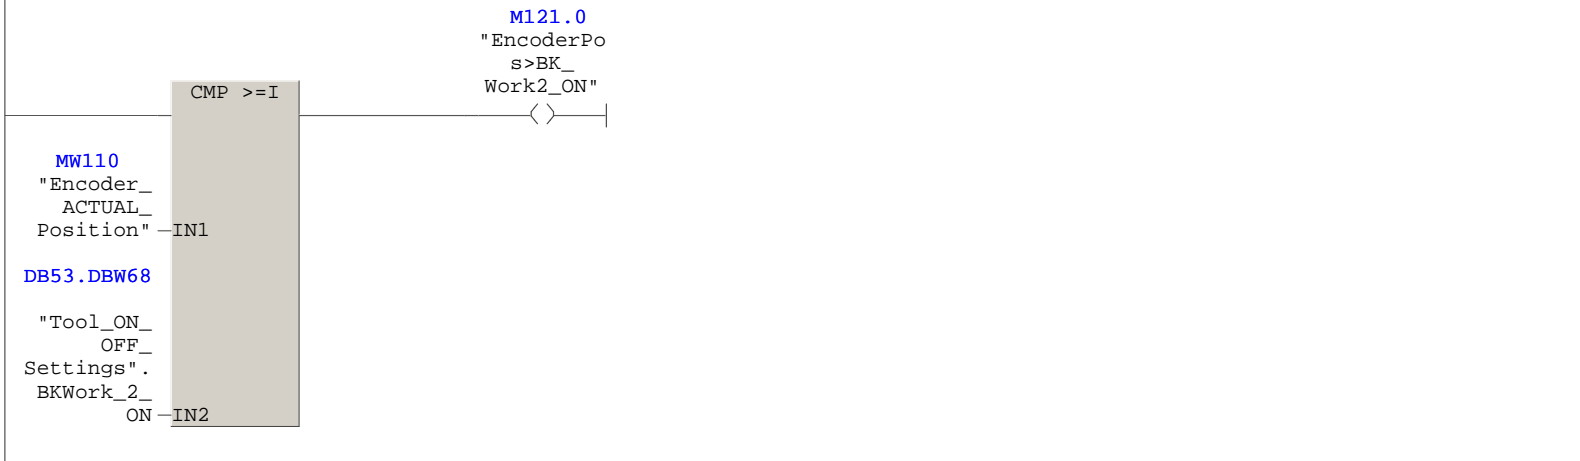 M121.0
"EncoderPo
s>BK_
Work2_ON"
CMP >=I
MW110
"Encoder_
ACTUAL_
Position"
IN1
DB53.DBW68
"Tool_ON_
OFF_
Settings".
BKWork_2_
ON
IN2